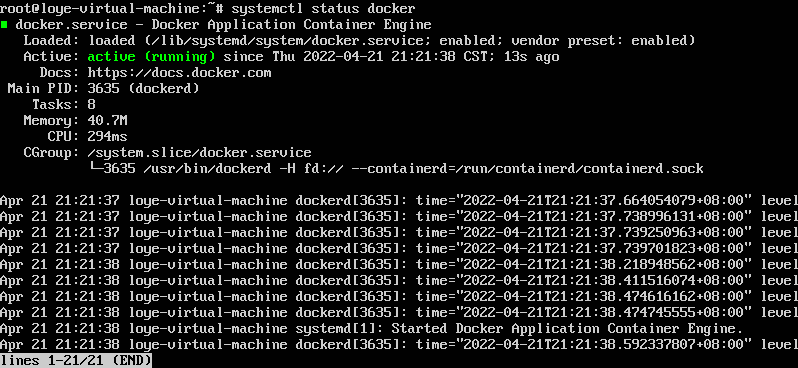 root@loye-virtual-machine:~# systemctl status docker
docker.service - Docker Application Container Engine
Loaded: loaded (/lib/systemd/system/docker.service; enabled; vendor preset: enabled)
Active: active (running) since Thu 2022-04-21 21:21:38 CST; 13s ago
Docs: https://docs.docker.com
Main PID: 3635 (dockerd)
Tasks: 8
Memory: 40.7M
CPU: 294ms
CGroup: /system.slice/docker.service
└─3635 /usr/bin/dockerd -H fd:// --containerd=/run/containerd/containerd.sock
Apr 21 21:21:37 loye-virtual-machine dockerd[3635]: time="2022-04-21T21:21:37.664054079+08:00" level
Apr 21 21:21:37 loye-virtual-machine dockerd[3635]: time="2022-04-21T21:21:37.738996131+08:00" level
Apr 21 21:21:37 loye-virtual-machine dockerd[3635]: time="2022-04-21T21:21:37.739250963+08:00" level
Apr 21 21:21:37 loye-virtual-machine dockerd[3635]: time="2022-04-21T21:21:37.739701823+08:00" level
Apr 21 21:21:38 loye-virtual-machine dockerd[3635]: time="2022-04-21T21:21:38.218948562+08:00" level
Apr 21 21:21:38 loye-virtual-machine dockerd[3635]: time="2022-04-21T21:21:38.411516074+08:00" level
Apr 21 21:21:38 loye-virtual-machine dockerd[3635]: time="2022-04-21T21:21:38.474616162+08:00" level
Apr 21 21:21:38 loye-virtual-machine dockerd[3635]: time="2022-04-21T21:21:38.474745555+08:00" level
Apr 21 21:21:38 loye-virtual-machine systemd[1]: Started Docker Application Container Engine.
Apr 21 21:21:38 loye-virtual-machine dockerd[3635]: time="2022-04-21T21:21:38.592337807+08:00" level
lines 1-21/21 (END)